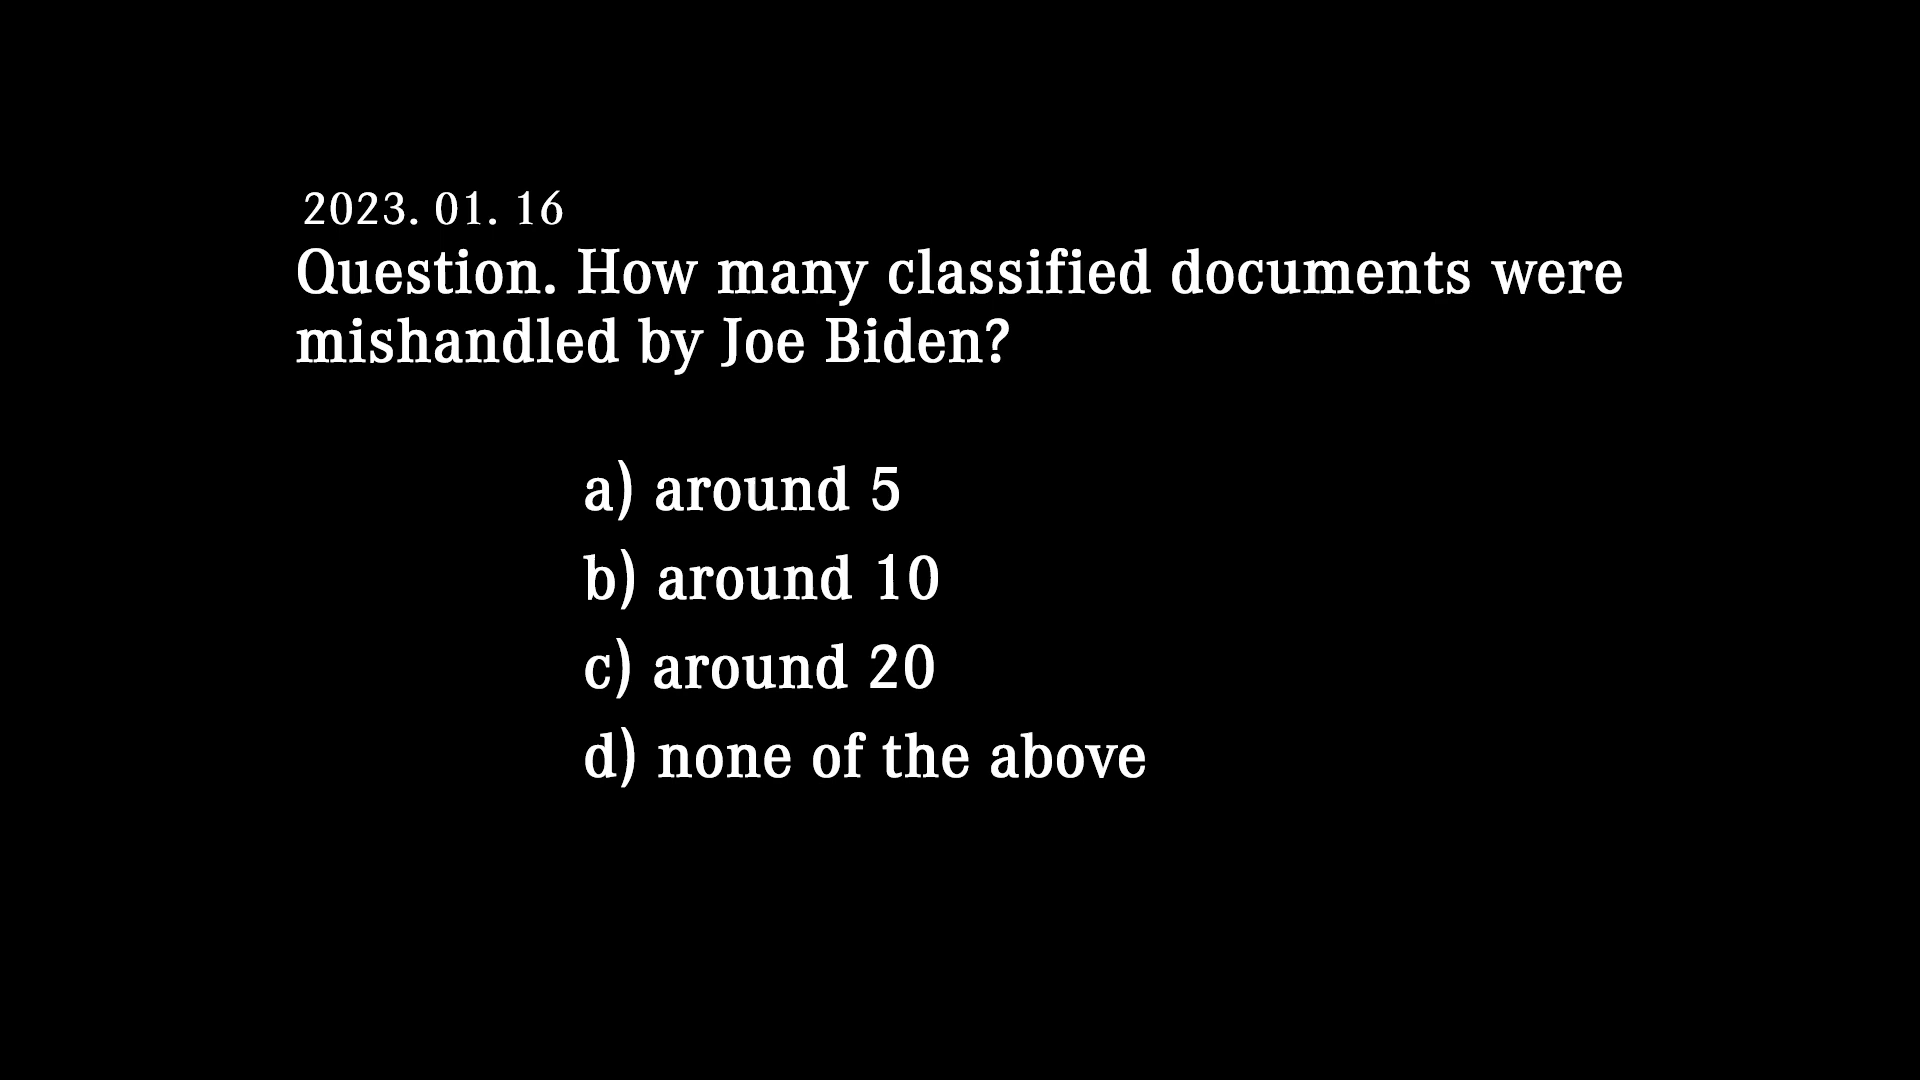 2023. 01. 16
Question. How many classified documents were
mishandled by Joe Biden?
a) around 5
b) around 10
c) around 20
d) none of the above